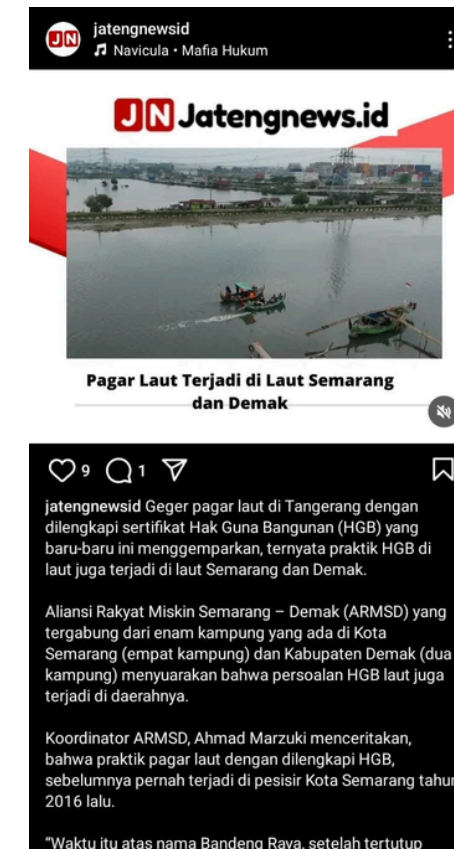 JN
jatengnewsid
Navicula • Mafia Hukum
JN Jatengnews.id
Pagar Laut Terjadi di Laut Semarang
dan Demak
9 1
jatengnewsid Geger pagar laut di Tangerang dengan
dilengkapi sertifikat Hak Guna Bangunan (HGB) yang
baru-baru ini menggemparkan, ternyata praktik HGB di
laut juga terjadi di laut Semarang dan Demak.
Aliansi Rakyat Miskin Semarang – Demak (ARMSD) yang
tergabung dari enam kampung yang ada di Kota
Semarang (empat kampung) dan Kabupaten Demak (dua
kampung) menyuarakan bahwa persoalan HGB laut juga
terjadi di daerahnya.
Koordinator ARMSD, Ahmad Marzuki menceritakan,
bahwa praktik pagar laut dengan dilengkapi HGB,
sebelumnya pernah terjadi di pesisir Kota Semarang tahun
2016 lalu.
"Waktu itu atas nama Bandeng Raya, setelah tertutup